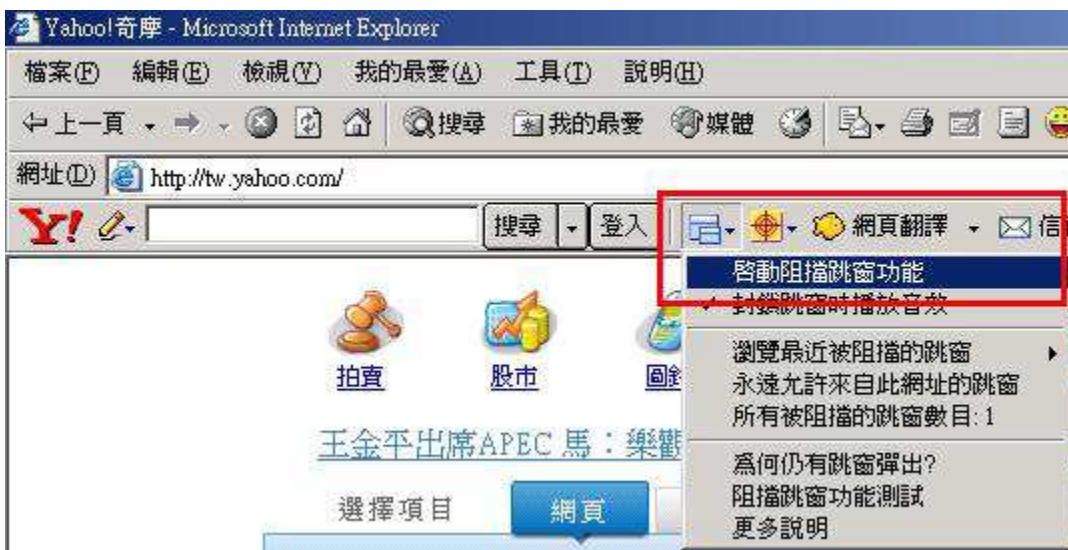 Yahoo!奇摩 - Microsoft Internet Explorer
檔案(F) 編輯(E) 檢視(V) 我的最愛(A) 工具(T) 說明(H)
上一頁 搜尋 我的最愛 媒體
網址(D) http://tw.yahoo.com/
Y! 搜尋 登入 網頁翻譯 信
啓動阻擋跳窗功能
封鎖跳窗時播放音效
瀏覽最近被阻擋的跳窗
永遠允許來自此網址的跳窗
所有被阻擋的跳窗數目: 1
爲何仍有跳窗彈出?
阻擋跳窗功能測試
更多說明
拍賣 股市 圖
王金平出席APEC 馬：樂觀
選擇項目 網頁